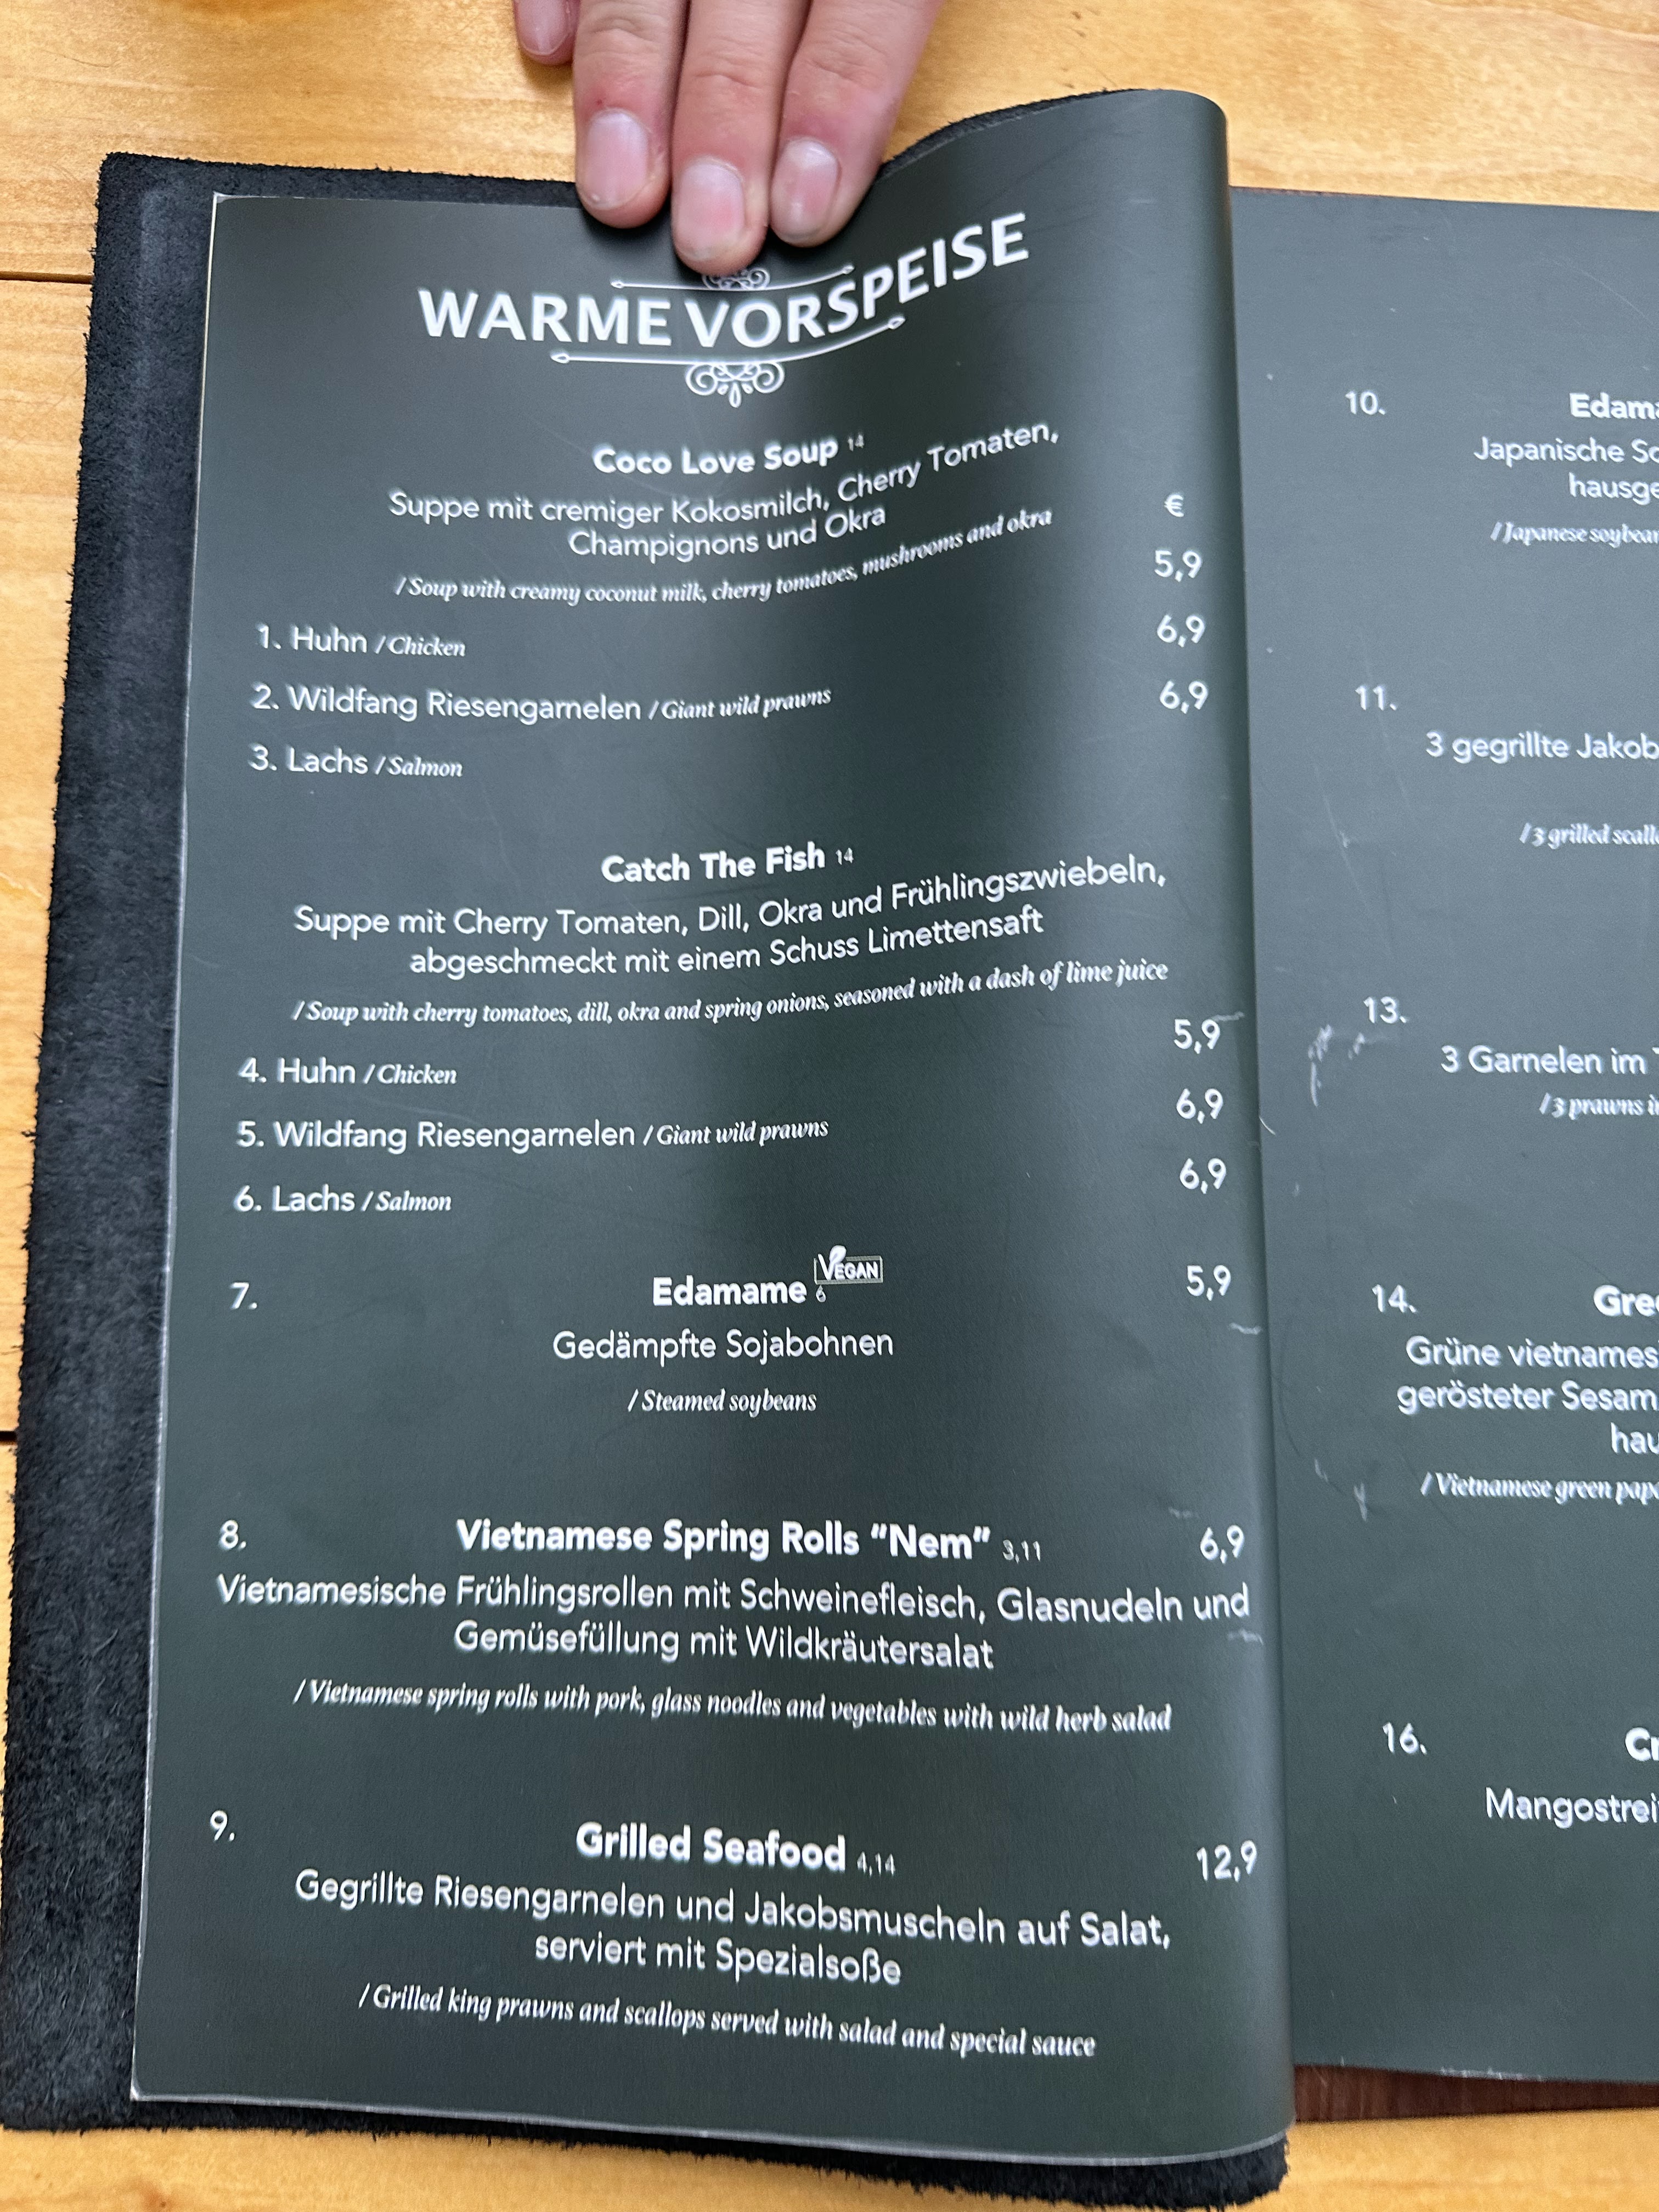 WARME VORSPEISE
Coco Love Soup 14
Suppe mit cremiger Kokosmilch, Cherry Tomaten,
Champignons und Okra
/ Soup with creamy coconut milk, cherry tomatoes, mushrooms and okra
€
1. Huhn / Chicken 5,9
2. Wildfang Riesengarnelen / Giant wild prawns 6,9
3. Lachs / Salmon 6,9
Catch The Fish 14
Suppe mit Cherry Tomaten, Dill, Okra und Frühlingszwiebeln,
abgeschmeckt mit einem Schuss Limettensaft
/ Soup with cherry tomatoes, dill, okra and spring onions, seasoned with a dash of lime juice
4. Huhn / Chicken 5,9
5. Wildfang Riesengarnelen / Giant wild prawns 6,9
6. Lachs / Salmon 6,9
7. Edamame 6 VEGAN 5,9
Gedämpfte Sojabohnen
/ Steamed soybeans
8. Vietnamese Spring Rolls "Nem" 3,11 6,9
Vietnamesische Frühlingsrollen mit Schweinefleisch, Glasnudeln und
Gemüsefüllung mit Wildkräutersalat
/ Vietnamese spring rolls with pork, glass noodles and vegetables with wild herb salad
9. Grilled Seafood 4,14 12,9
Gegrillte Riesengarnelen und Jakobsmuscheln auf Salat,
serviert mit Spezialsoße
/ Grilled king prawns and scallops served with salad and special sauce
10.
Japanische
/ Japanese
11.
3 gegrillte
/ 3 grilled
13.
3 Garnelen im
/ 3 prawns
14.
Grüne
gerösteter Sesam
/ Vietnamese green
16.